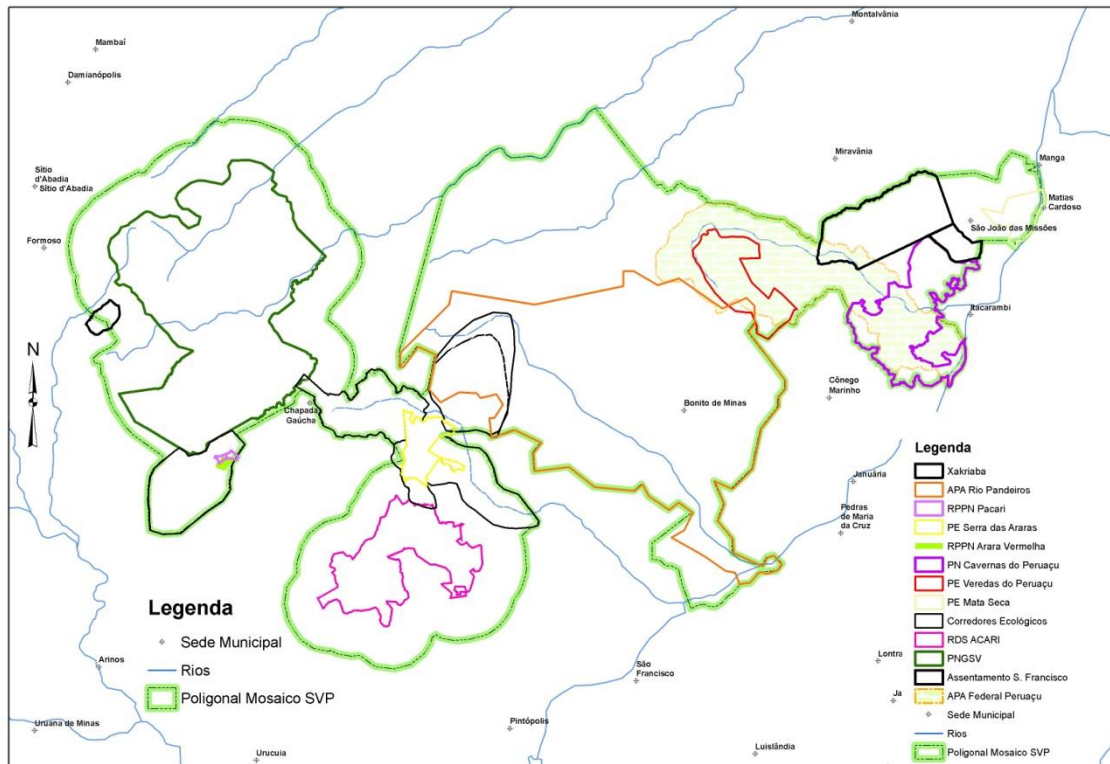 Montalvânia
Mambaí
Damianópolis
Miravânia
Manga
Sítio
d'Abadia
Sítio d'Abadia
Matias
Cardoso
São João das Missões
Formoso
Itacarambi
N
Cônego
Marinho
Chapada
Gaúcha
Bonito de Minas
Januária
Pedras
de Maria
da Cruz
Arinos
São
Francisco
Lontra
Ja
Uruana de Minas
Pintópolis
Urucuia
Luislândia
Legenda
Sede Municipal
Rios
Poligonal Mosaico SVP
Legenda
Xakriaba
APA Rio Pandeiros
RPPN Pacari
PE Serra das Araras
RPPN Arara Vermelha
PN Cavernas do Peruaçu
PE Veredas do Peruaçu
PE Mata Seca
Corredores Ecológicos
RDS ACARI
PNGSV
Assentamento S. Francisco
APA Federal Peruaçu
Sede Municipal
Rios
Poligonal Mosaico SVP